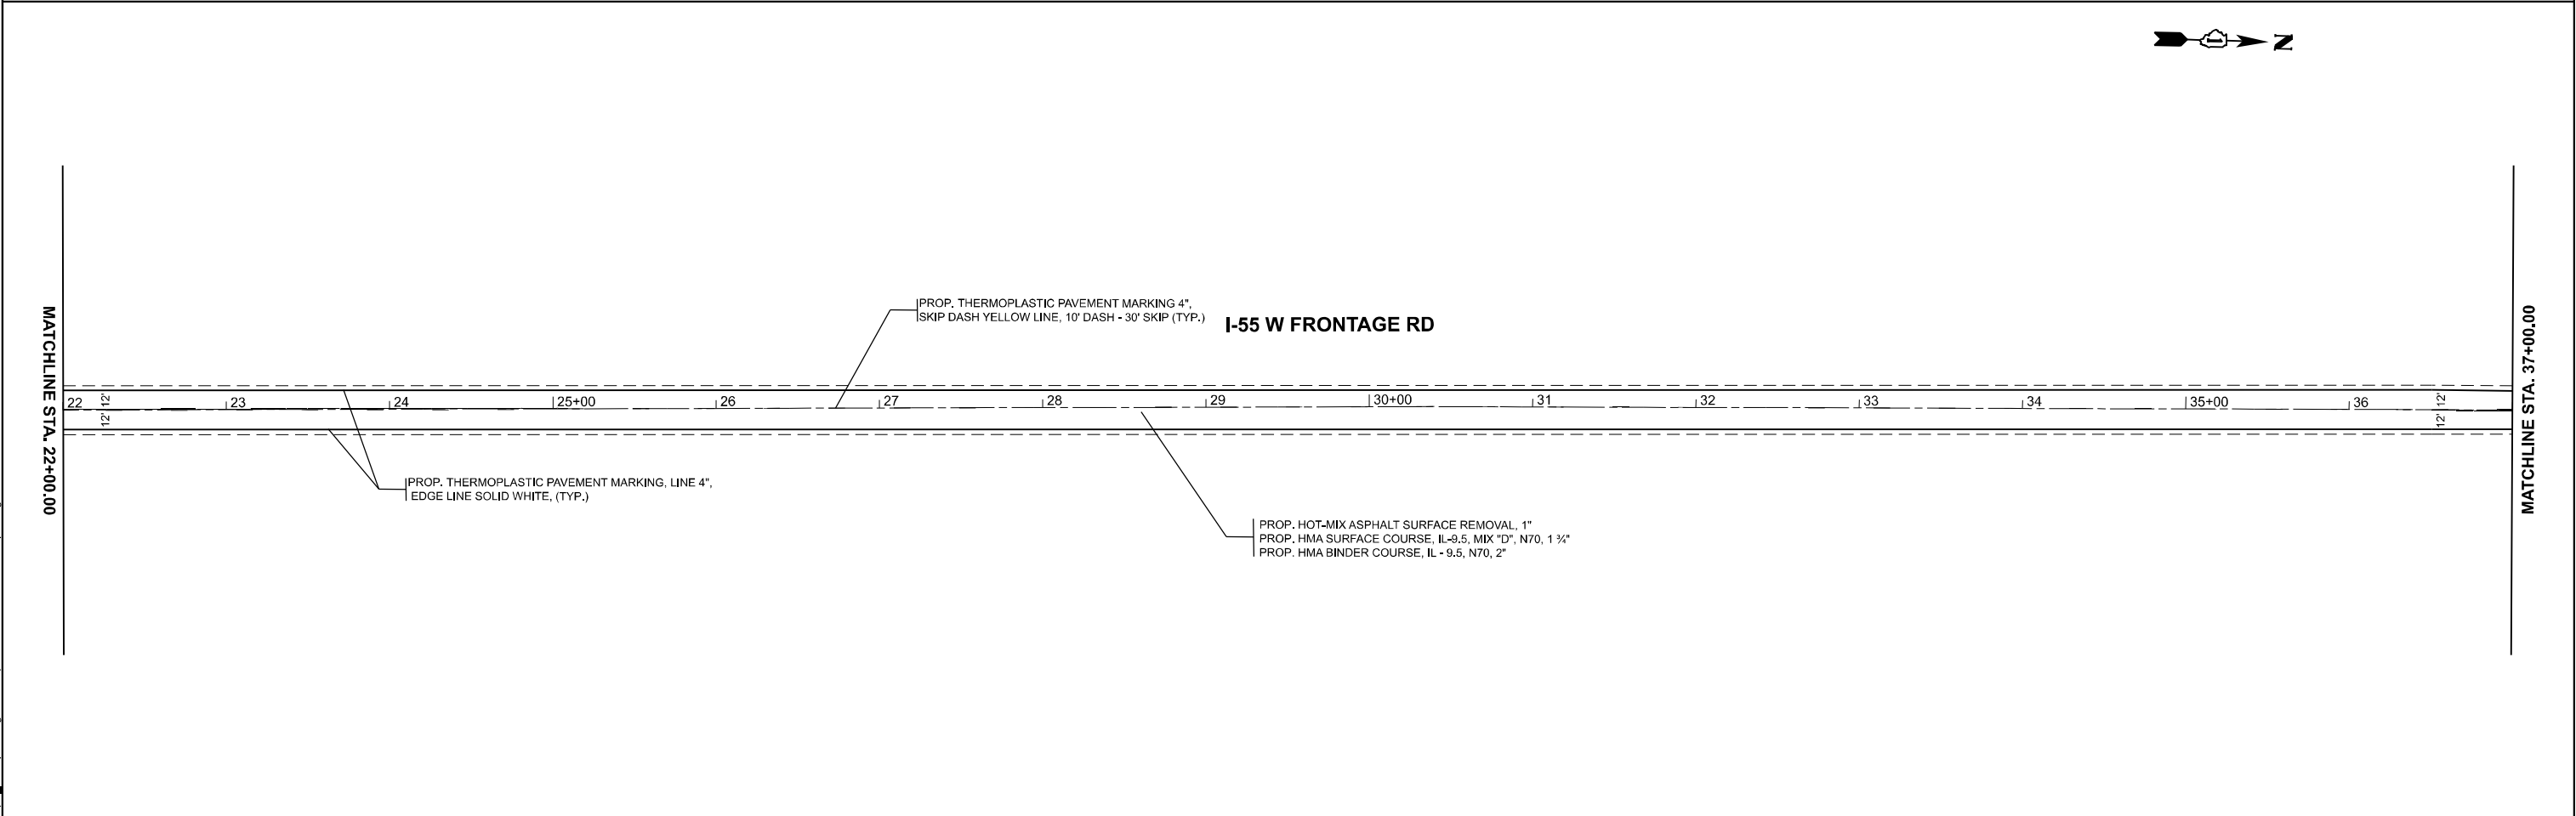 N
PROP. THERMOPLASTIC PAVEMENT MARKING 4",
SKIP DASH YELLOW LINE, 10' DASH - 30' SKIP (TYP.)
I-55 W FRONTAGE RD
MATCHLINE STA. 22+00.00
MATCHLINE STA. 37+00.00
22 12' 23 24 25+00 26 27 28 29 30+00 31 32 33 34 35+00 36 12'
12' 12'
PROP. THERMOPLASTIC PAVEMENT MARKING, LINE 4",
EDGE LINE SOLID WHITE, (TYP.)
PROP. HOT-MIX ASPHALT SURFACE REMOVAL, 1"
PROP. HMA SURFACE COURSE, IL-9.5, MIX "D", N70, 1 ¾"
PROP. HMA BINDER COURSE, IL - 9.5, N70, 2"